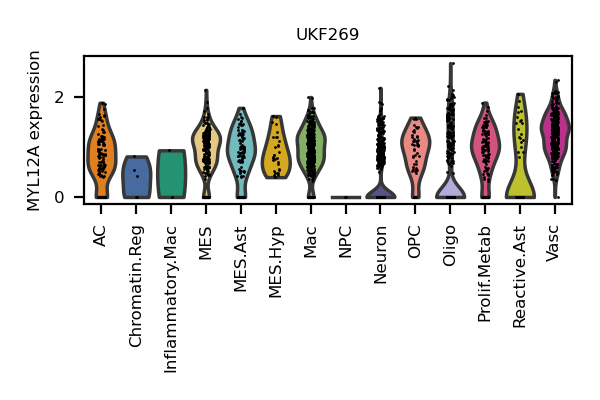 UKF269
MYL12A expression
2
0
AC
Chromatin.Reg
Inflammatory.Mac
MES
MES.Ast
MES.Hyp
Mac
NPC
Neuron
OPC
Oligo
Prolif.Metab
Reactive.Ast
Vasc